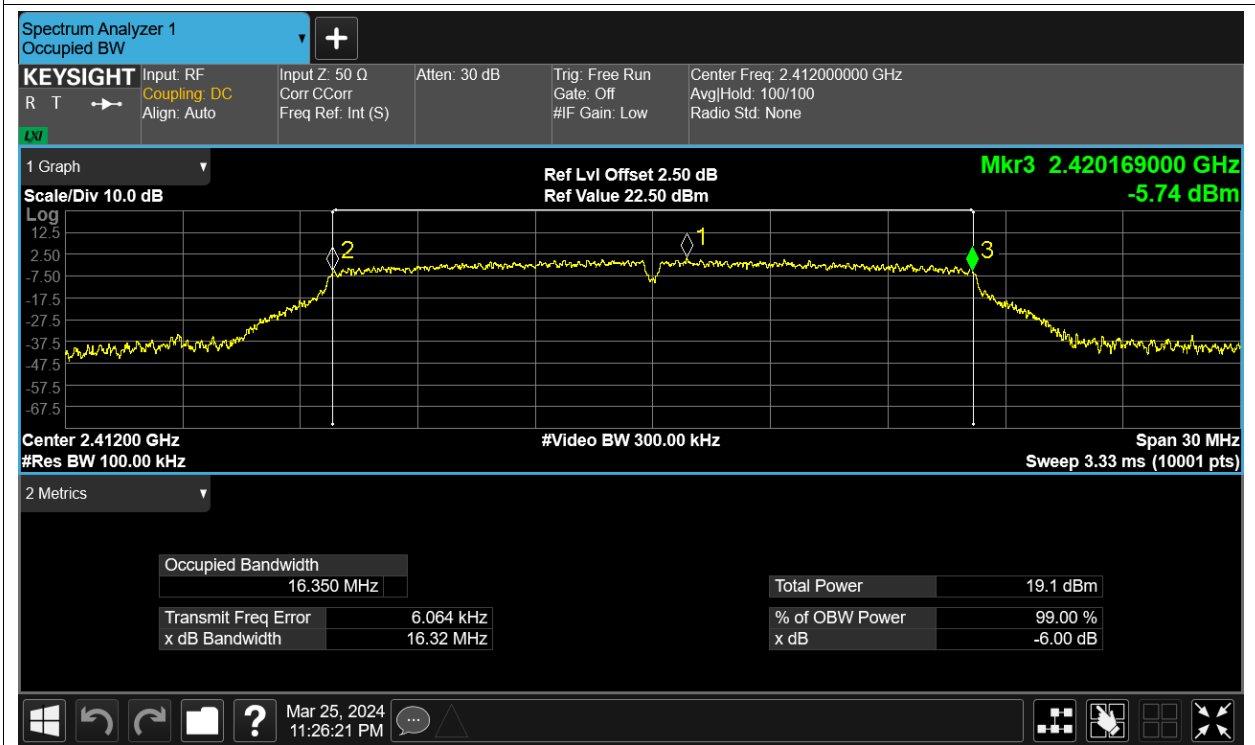 Spectrum Analyzer 1
Occupied BW
KEYSIGHT
R T
LXI
Input: RF
Coupling: DC
Align: Auto
Input Z: 50 Ω
Corr CCorr
Freq Ref: Int (S)
Atten: 30 dB
Trig: Free Run
Gate: Off
#IF Gain: Low
Center Freq: 2.412000000 GHz
Avg|Hold: 100/100
Radio Std: None
1 Graph
Scale/Div 10.0 dB
Ref Lvl Offset 2.50 dB
Ref Value 22.50 dBm
Mkr3 2.420169000 GHz
-5.74 dBm
Log
12.5
2.50
-7.50
-17.5
-27.5
-37.5
-47.5
-57.5
-67.5
2
1
3
Center 2.41200 GHz
#Res BW 100.00 kHz
#Video BW 300.00 kHz
Span 30 MHz
Sweep 3.33 ms (10001 pts)
2 Metrics
Occupied Bandwidth
16.350 MHz
Transmit Freq Error 6.064 kHz
x dB Bandwidth 16.32 MHz
Total Power 19.1 dBm
% of OBW Power 99.00 %
x dB -6.00 dB
?
Mar 25, 2024
11:26:21 PM